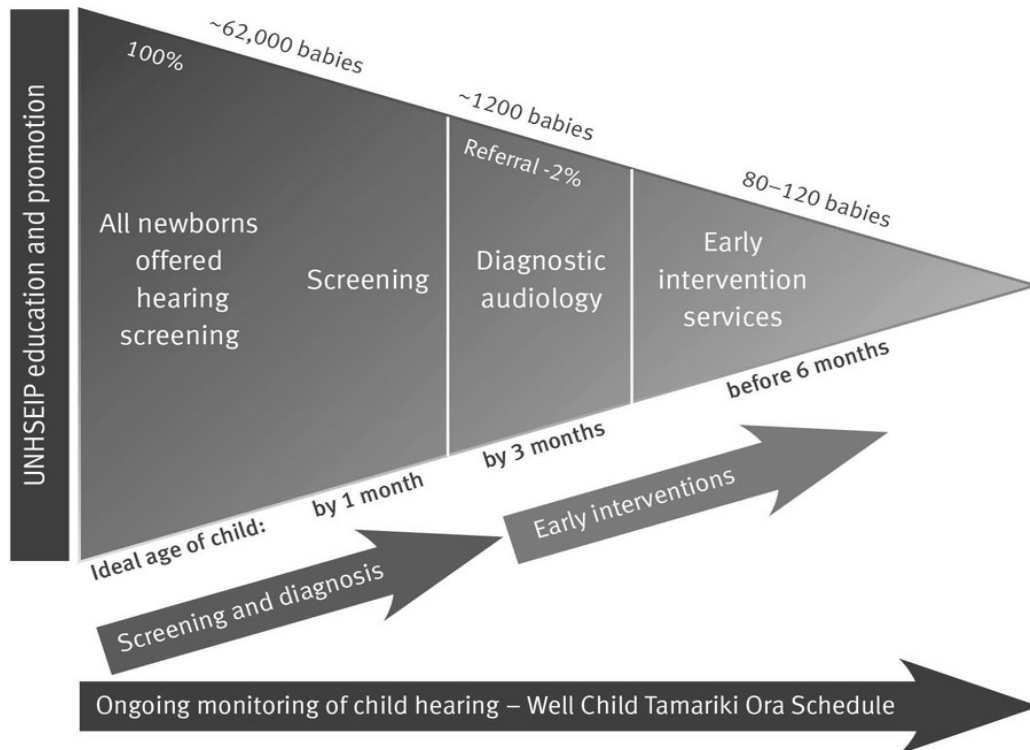 UNHSEIP education and promotion
100%
~62,000 babies
~1200 babies
80–120 babies
All newborns
offered
hearing
screening
Screening
Referral -2%
Diagnostic
audiology
Early
intervention
services
Ideal age of child:
by 1 month
by 3 months
before 6 months
Screening and diagnosis
Early interventions
Ongoing monitoring of child hearing – Well Child Tamariki Ora Schedule